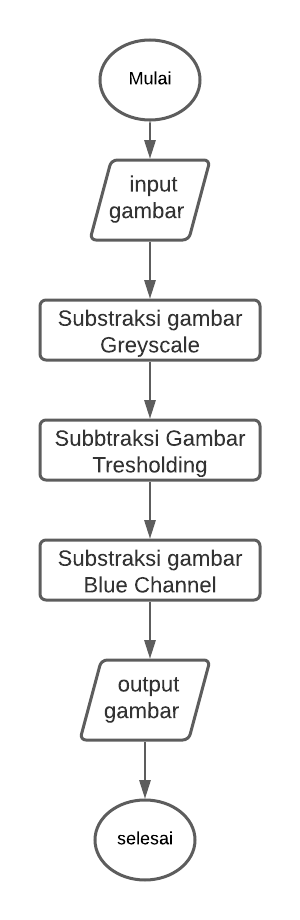 Mulai
input
gambar
Substraksi gambar
Greyscale
Subbtraksi Gambar
Tresholding
Substraksi gambar
Blue Channel
output
gambar
selesai